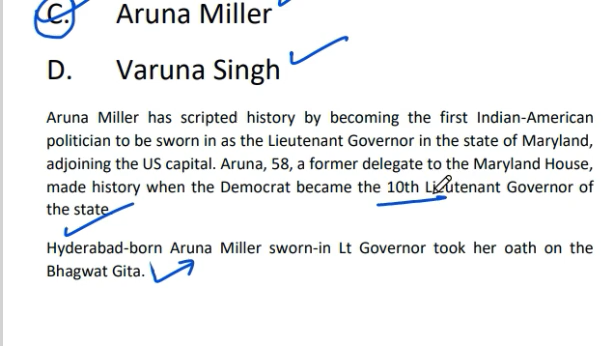 C. Aruna Miller
D. Varuna Singh
Aruna Miller has scripted history by becoming the first Indian-American
politician to be sworn in as the Lieutenant Governor in the state of Maryland,
adjoining the US capital. Aruna, 58, a former delegate to the Maryland House,
made history when the Democrat became the 10th Lieutenant Governor of
the state.
Hyderabad-born Aruna Miller sworn-in Lt Governor took her oath on the
Bhagwat Gita.